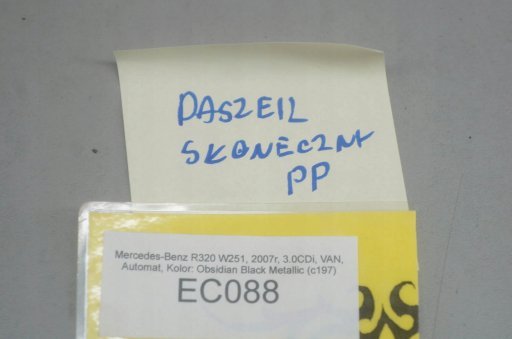 DASZEIL
SKONECZNY
PP
Mercedes-Benz R320 W251, 2007r, 3.0CDi, VAN,
Automat, Kolor: Obsidian Black Metallic (c197)
EC088